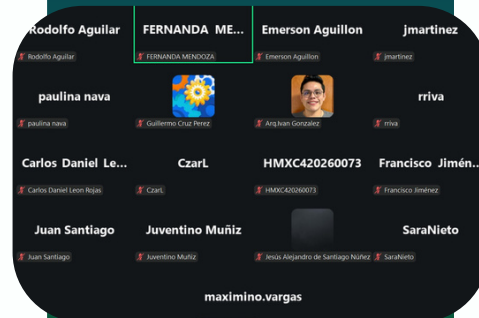 Rodolfo Aguilar
FERNANDA ME...
Emerson Aguillon
jmartinez
Rodolfo Aguilar
FERNANDA MENDOZA
Emerson Aguillon
jmartinez
paulina nava
rriva
paulina nava
Guillermo Cruz Perez
Arq.Ivan Gonzalez
rriva
Carlos Daniel Le...
CzarL
HMXC420260073
Francisco Jimén...
Carlos Daniel Leon Rojas
CzarL
HMXC420260073
Francisco Jiménez
Juan Santiago
Juventino Muñiz
SaraNieto
Juan Santiago
Juventino Muñiz
Jesús Alejandro de Santiago Núñez
SaraNieto
maximino.vargas